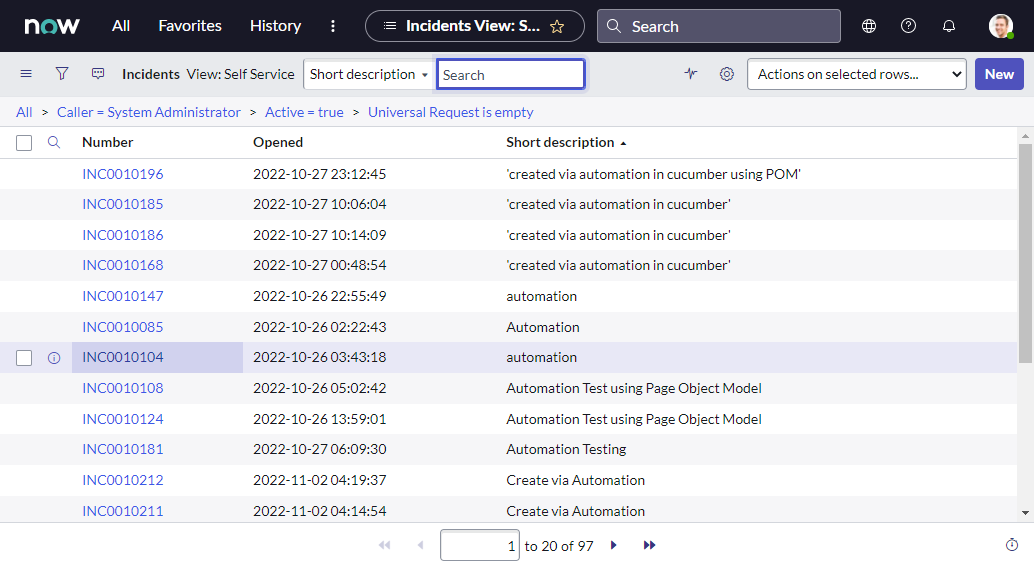 now All Favorites History Incidents View: S... Search
Incidents View: Self Service Short description Search Actions on selected rows... New
All > Caller = System Administrator > Active = true > Universal Request is empty
Number Opened Short description
INC0010196 2022-10-27 23:12:45 'created via automation in cucumber using POM'
INC0010185 2022-10-27 10:06:04 'created via automation in cucumber'
INC0010186 2022-10-27 10:14:09 'created via automation in cucumber'
INC0010168 2022-10-27 00:48:54 'created via automation in cucumber'
INC0010147 2022-10-26 22:55:49 automation
INC0010085 2022-10-26 02:22:43 Automation
INC0010104 2022-10-26 03:43:18 automation
INC0010108 2022-10-26 05:02:42 Automation Test using Page Object Model
INC0010124 2022-10-26 13:59:01 Automation Test using Page Object Model
INC0010181 2022-10-27 06:09:30 Automation Testing
INC0010212 2022-11-02 04:19:37 Create via Automation
INC0010211 2022-11-02 04:14:54 Create via Automation
1 to 20 of 97